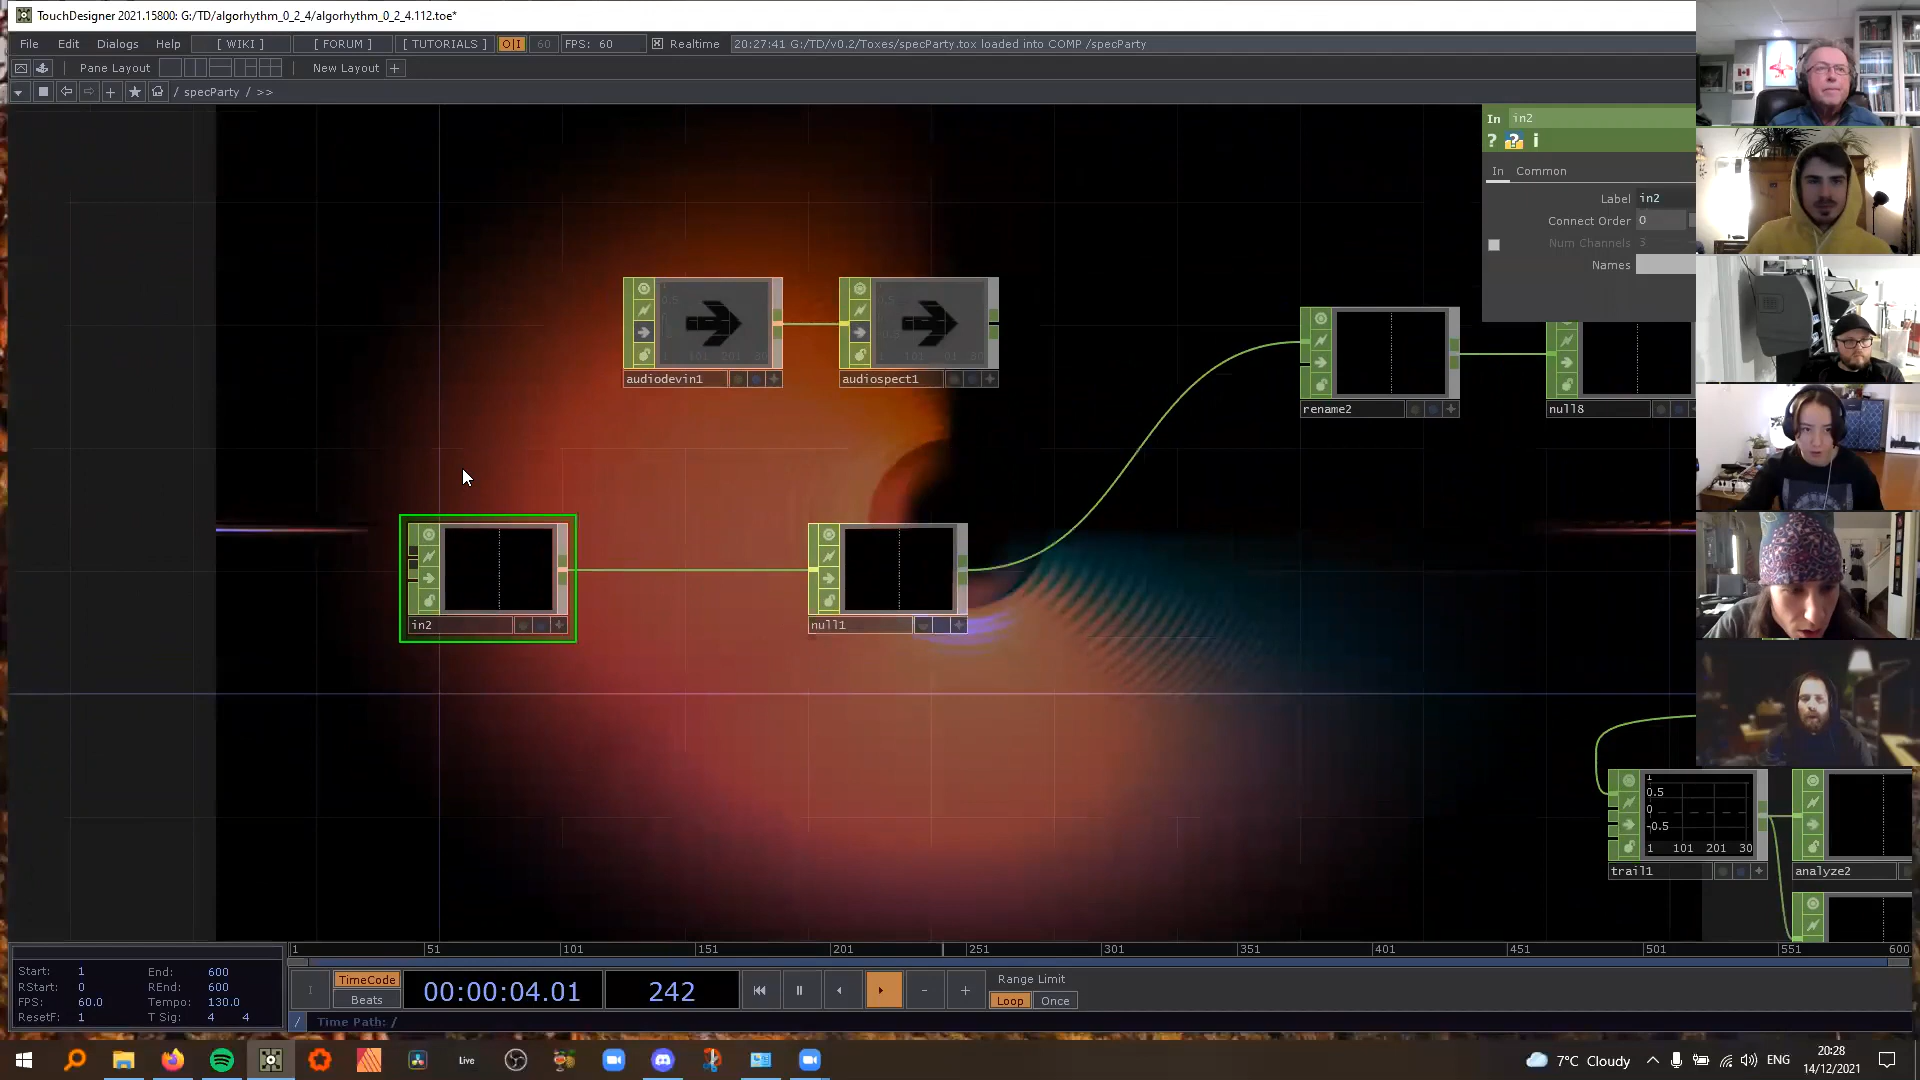 TouchDesigner 2021.15800: G:/TD/algorhythm_0_2_4/algorhythm_0_2_4.112.toe*
File Edit Dialogs Help [ WIKI ] [ FORUM ] [ TUTORIALS ] O|I 60 FPS: 60 Realtime 20:27:41 G:/TD/v0.2/Toxes/specParty.tox loaded into COMP /specParty
Pane Layout New Layout +
/ specParty / >>
In in2
? ? i
In Common
Label in2
Connect Order 0
Num Channels 3
Names
audiodevin1
audiospect1
rename2
null8
in2
null1
1
0.5
0
-0.5
1 101 201 30
trail1
analyze2
1 51 101 151 201 251 301 351 401 451 501 551 600
Start: 1 End: 600
RStart: 0 REnd: 600
FPS: 60.0 Tempo: 130.0
ResetF: 1 T Sig: 4 4
TimeCode
Beats
00:00:04.01
242
Range Limit
Loop Once
/ Time Path: /
Live
7°C Cloudy
ENG
20:28
14/12/2021